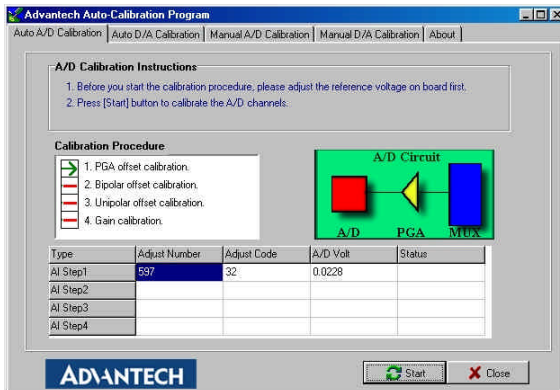 Advantech Auto-Calibration Program
Auto A/D Calibration Auto D/A Calibration Manual A/D Calibration Manual D/A Calibration About
A/D Calibration Instructions
1. Before you start the calibration procedure, please adjust the reference voltage on board first.
2. Press [Start] button to calibrate the A/D channels.
Calibration Procedure
1. PGA offset calibration.
2. Bipolar offset calibration.
3. Unipolar offset calibration.
4. Gain calibration.
A/D Circuit
A/D PGA MUX
Type Adjust Number Adjust Code A/D Volt Status
AI Step1 597 32 0.0228
AI Step2
AI Step3
AI Step4
ADVANTECH
Start Close